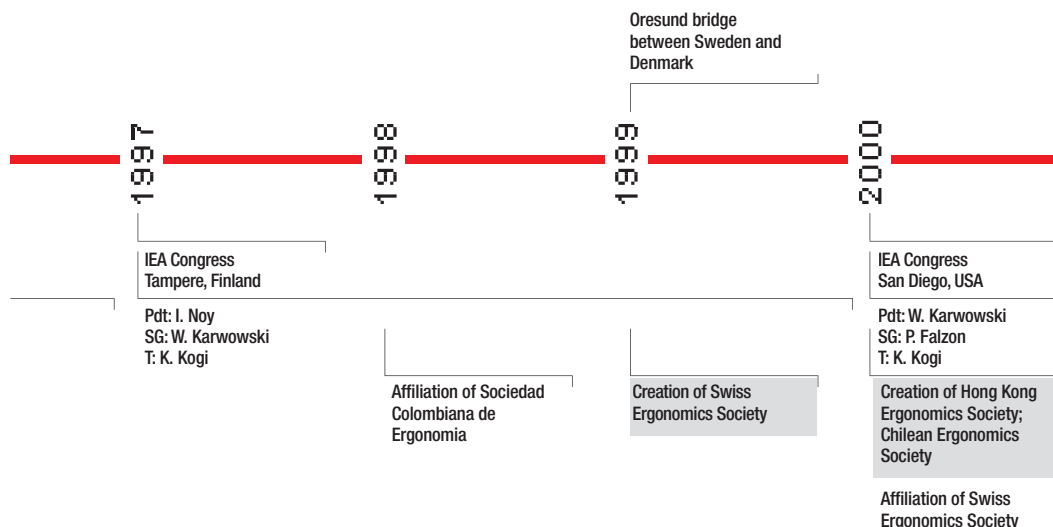 Oresund bridge
between Sweden and
Denmark
1997
1998
1999
2000
IEA Congress
Tampere, Finland
IEA Congress
San Diego, USA
Pdt: I. Noy
SG: W. Karwowski
T: K. Kogi
Pdt: W. Karwowski
SG: P. Falzon
T: K. Kogi
Affiliation of Sociedad
Colombiana de
Ergonomia
Creation of Swiss
Ergonomics Society
Creation of Hong Kong
Ergonomics Society;
Chilean Ergonomics
Society
Affiliation of Swiss
Ergonomics Society